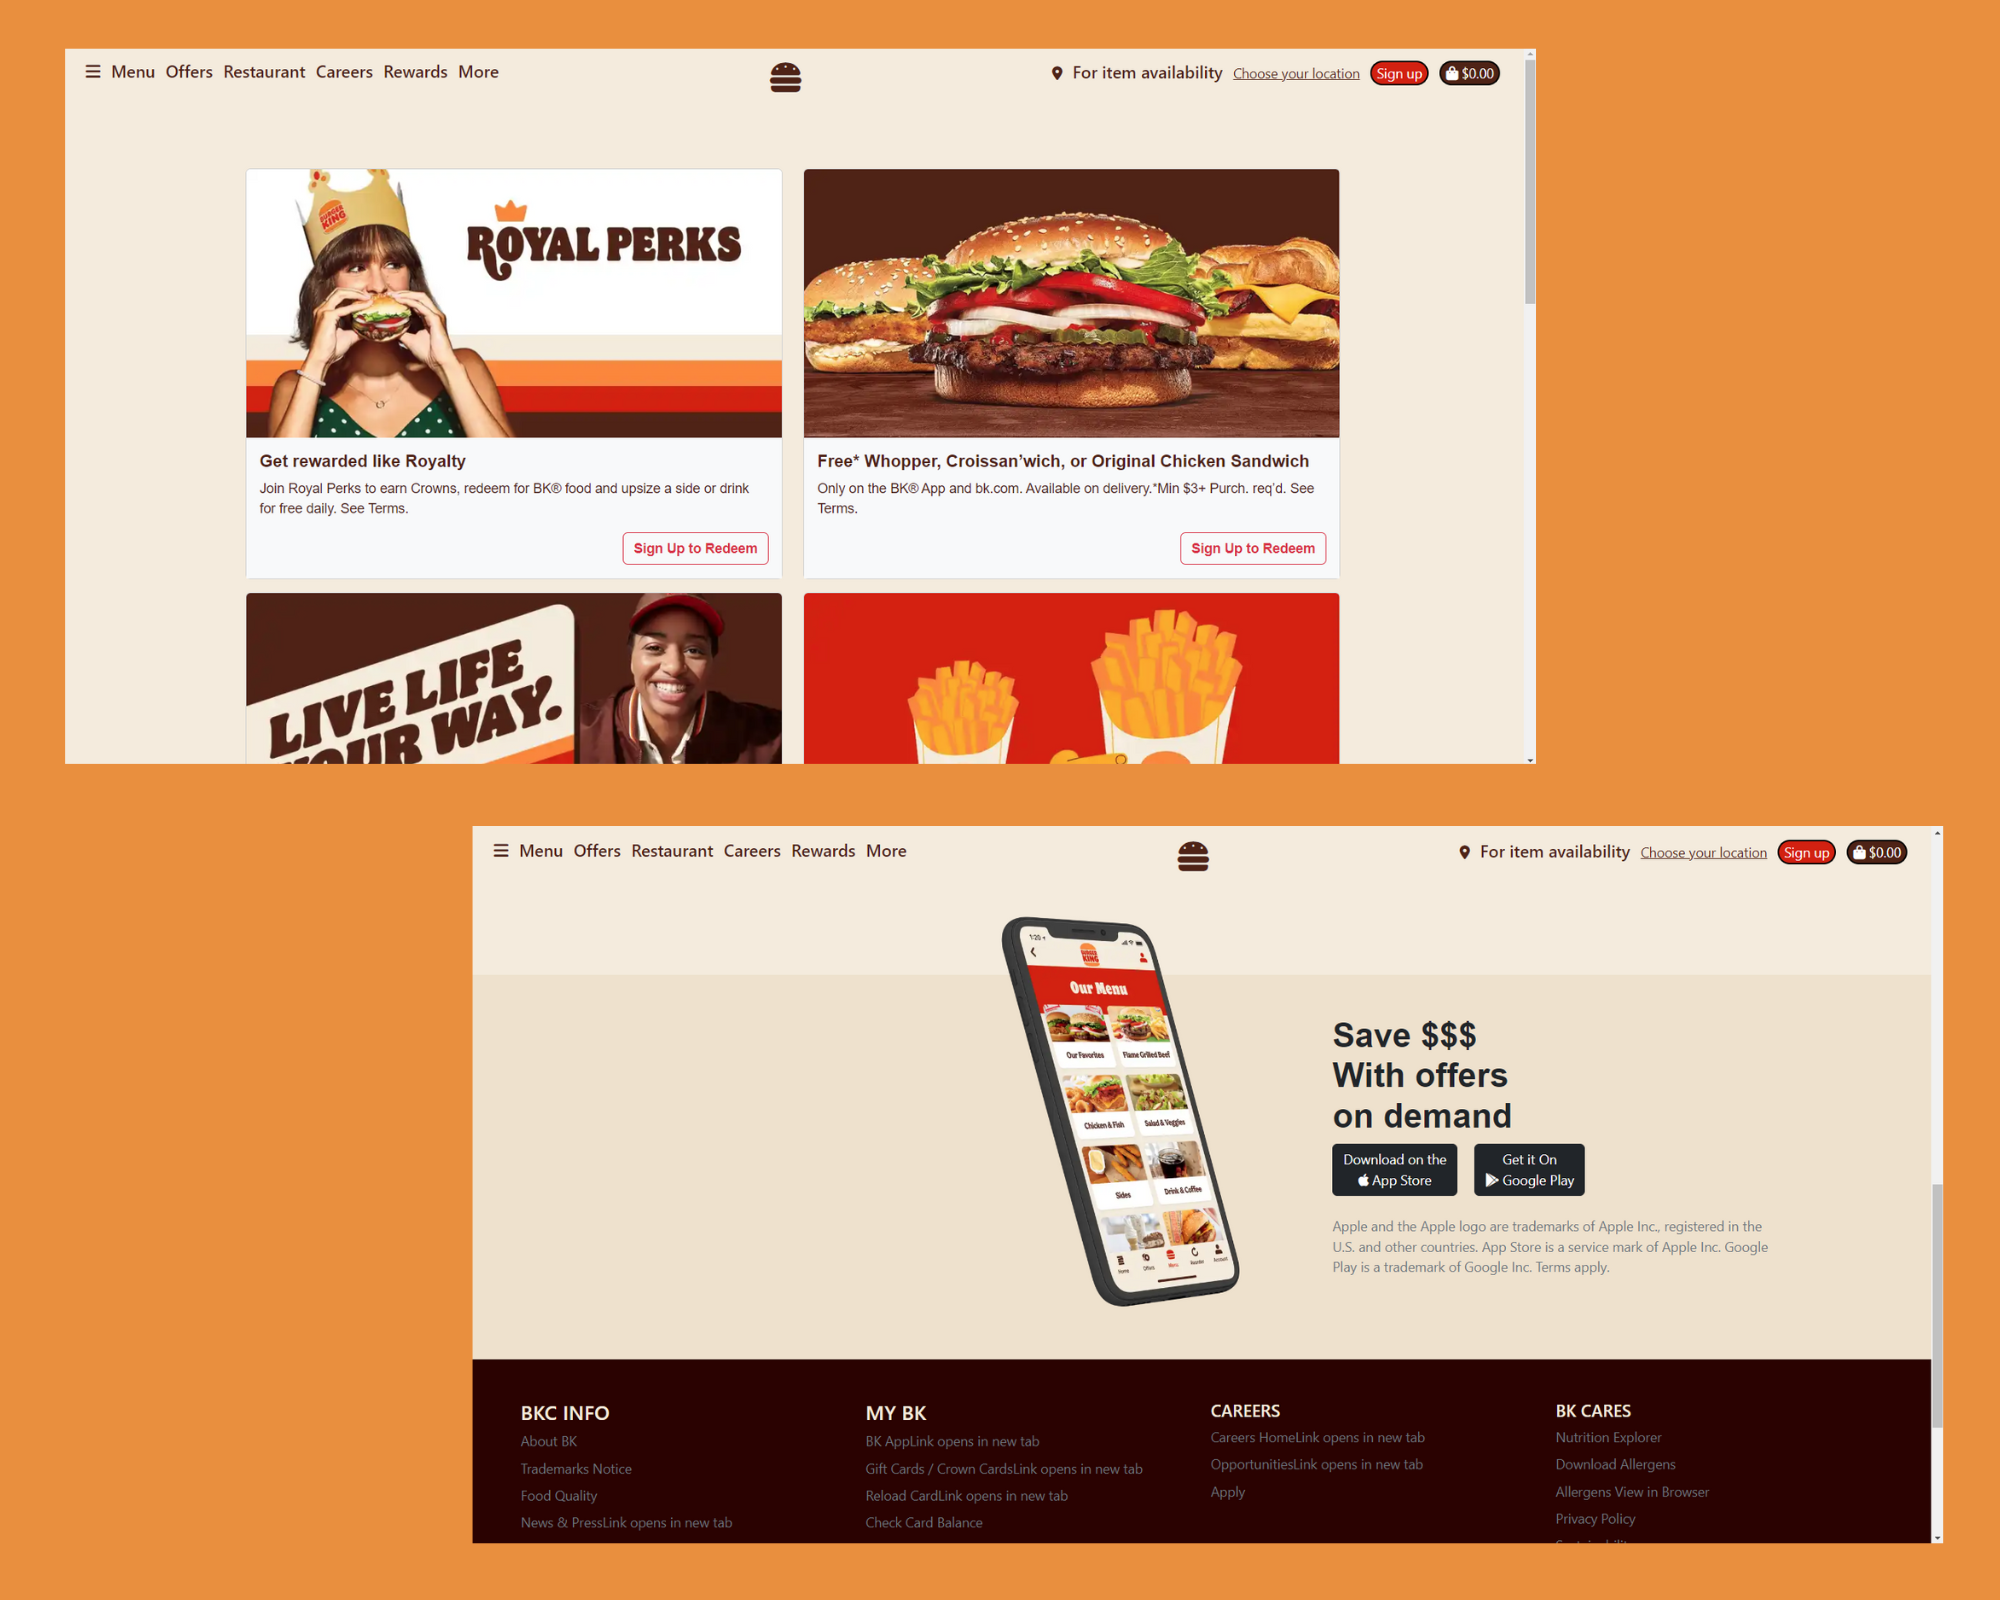 Menu Offers Restaurant Careers Rewards More
For item availability Choose your location Sign up $0.00
BURGER
KING
ROYAL PERKS
Get rewarded like Royalty
Join Royal Perks to earn Crowns, redeem for BK® food and upsize a side or drink
for free daily. See Terms.
Sign Up to Redeem
Free* Whopper, Croissan’wich, or Original Chicken Sandwich
Only on the BK® App and bk.com. Available on delivery.*Min $3+ Purch. req’d. See
Terms.
Sign Up to Redeem
LIVE LIFE
YOUR WAY.
Menu Offers Restaurant Careers Rewards More
For item availability Choose your location Sign up $0.00
1:20
BURGER
KING
Our Menu
Our Favorites Flame Grilled Beef
Chicken & Fish Salad & Veggies
Sides Drink & Coffee
Home Offers Menu Reorder Account
Save $$$
With offers
on demand
Download on the
App Store
Get it On
Google Play
Apple and the Apple logo are trademarks of Apple Inc., registered in the
U.S. and other countries. App Store is a service mark of Apple Inc. Google
Play is a trademark of Google Inc. Terms apply.
BKC INFO
About BK
Trademarks Notice
Food Quality
News & PressLink opens in new tab
MY BK
BK AppLink opens in new tab
Gift Cards / Crown CardsLink opens in new tab
Reload CardLink opens in new tab
Check Card Balance
CAREERS
Careers HomeLink opens in new tab
OpportunitiesLink opens in new tab
Apply
BK CARES
Nutrition Explorer
Download Allergens
Allergens View in Browser
Privacy Policy